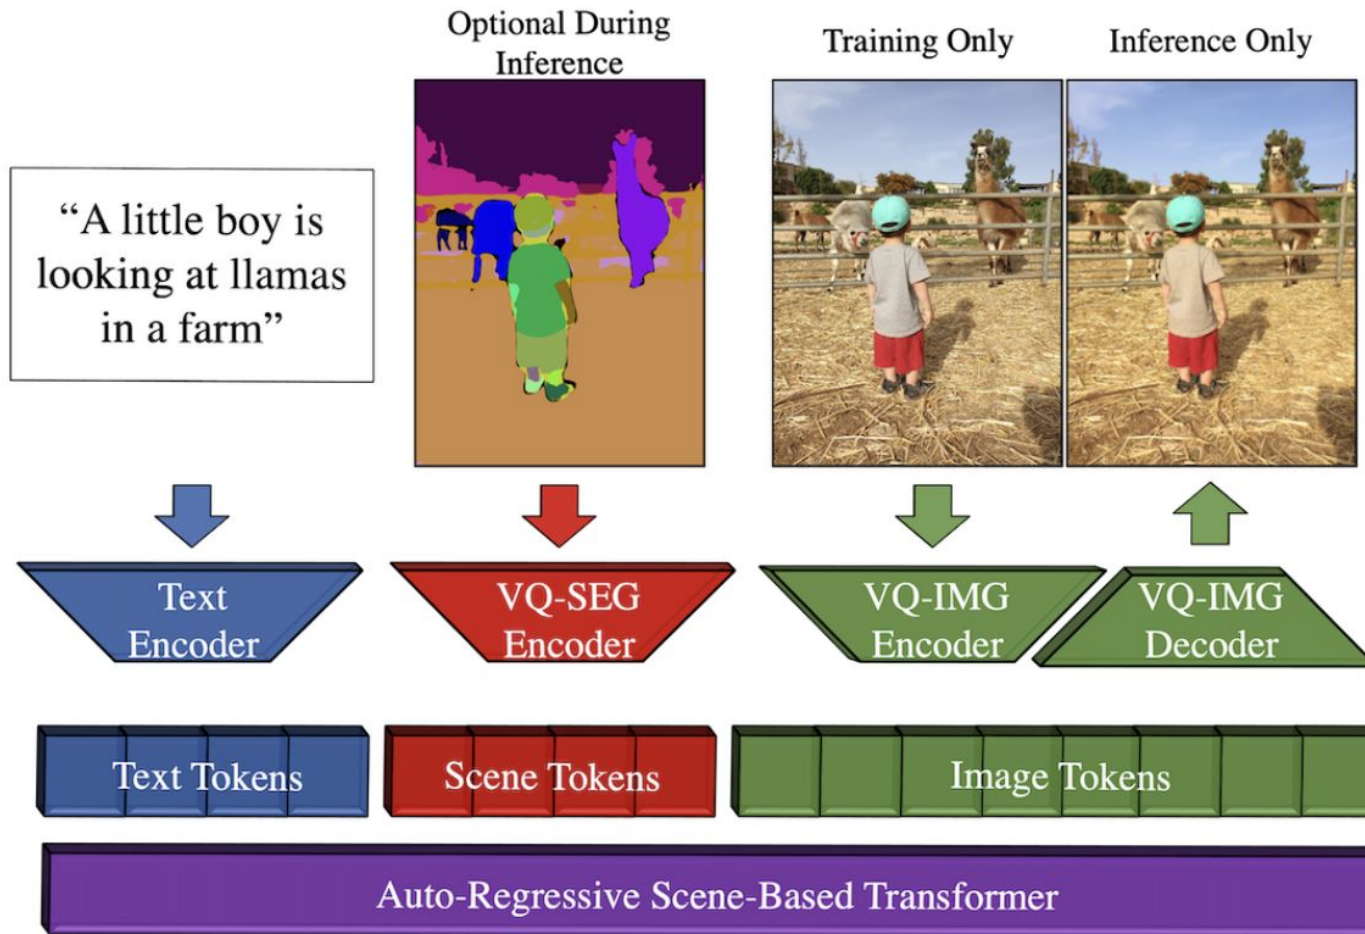 Optional During
Inference
Training Only
Inference Only
“A little boy is
looking at llamas
in a farm”
Text
Encoder
VQ-SEG
Encoder
VQ-IMG
Encoder
VQ-IMG
Decoder
Text Tokens
Scene Tokens
Image Tokens
Auto-Regressive Scene-Based Transformer